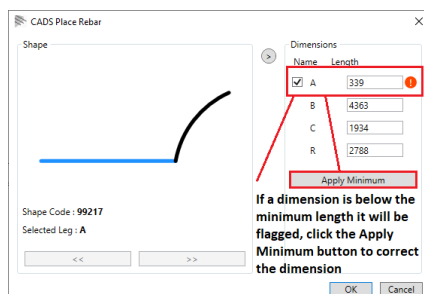 CADS Place Rebar
Shape
Dimensions
>
Name Length
A 339 !
B 4363
C 1934
R 2788
Apply Minimum
If a dimension is below the
minimum length it will be
flagged, click the Apply
Minimum button to correct
the dimension
Shape Code : 99217
Selected Leg : A
<< >>
OK Cancel